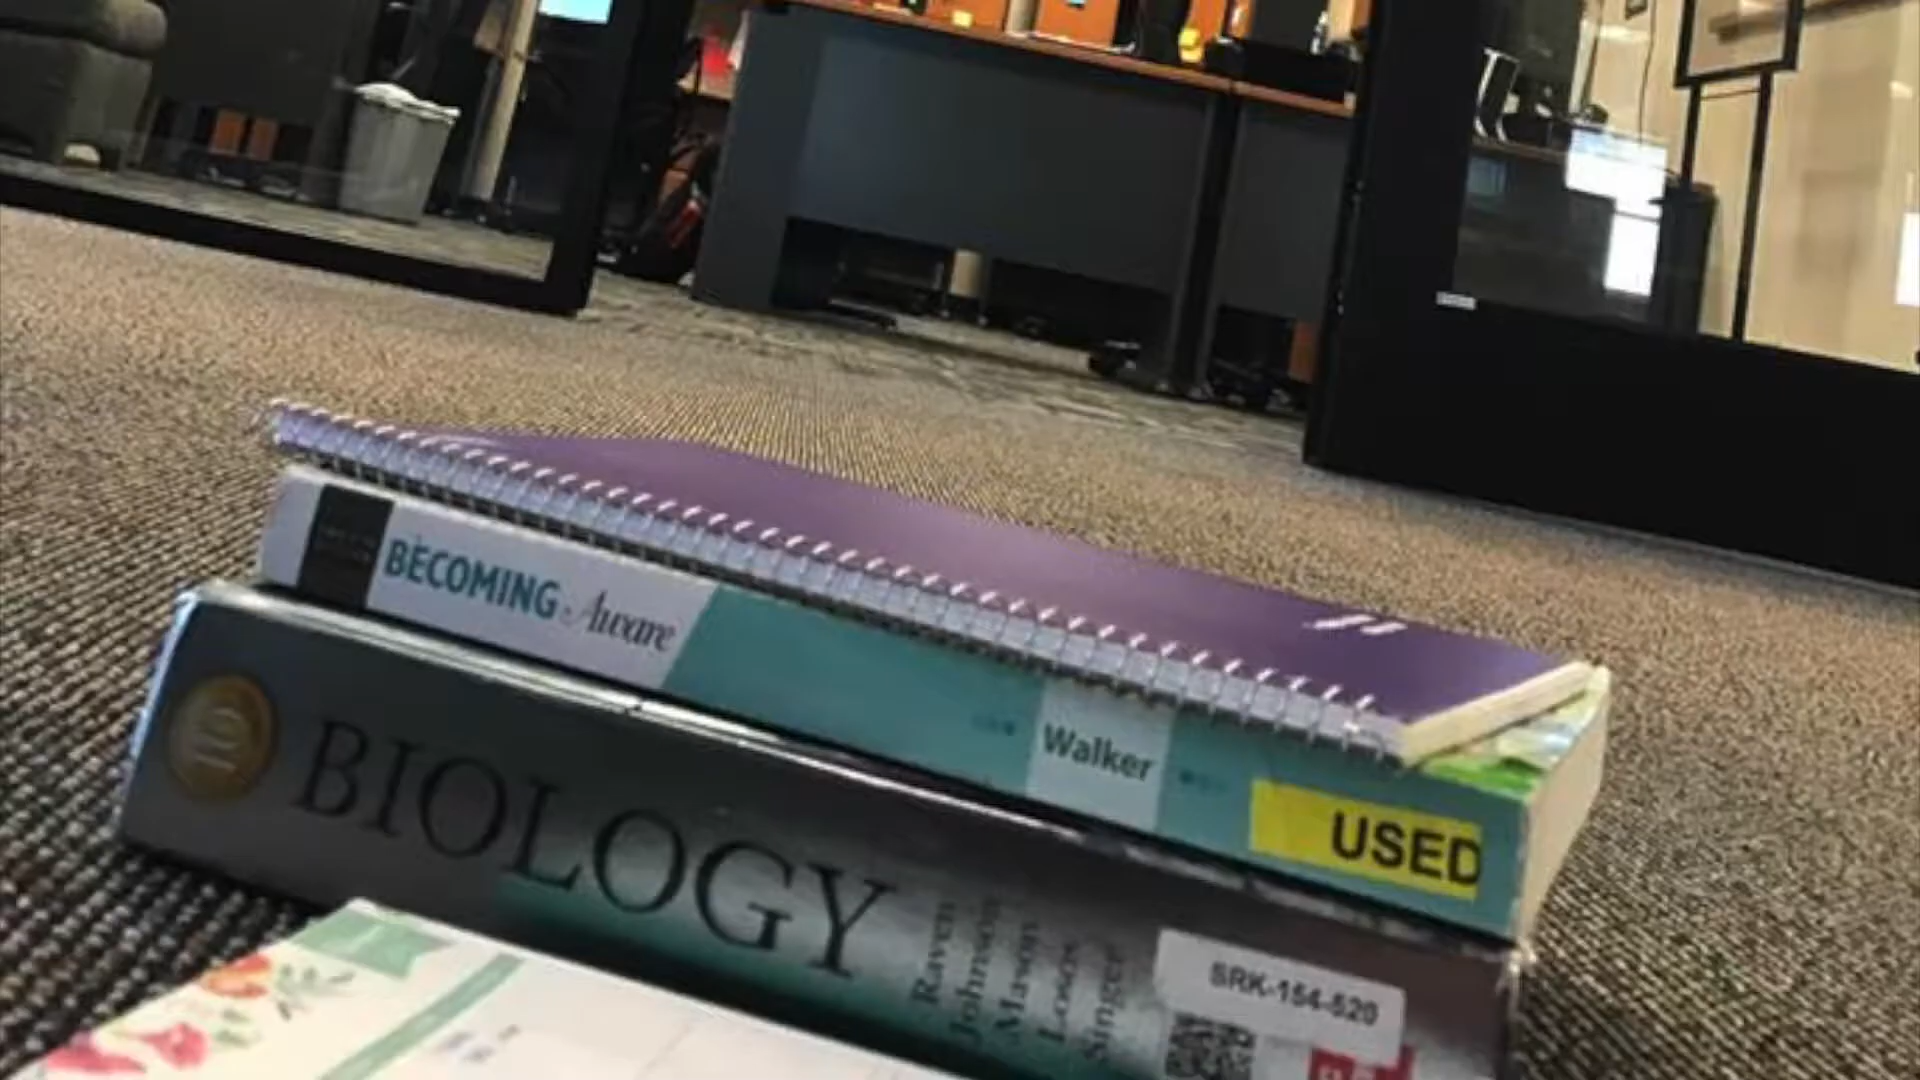 BECOMING Aware
Walker
USED
10
BIOLOGY
Raven
Johnson
Mason
Losos
Singer
SRK-154-520